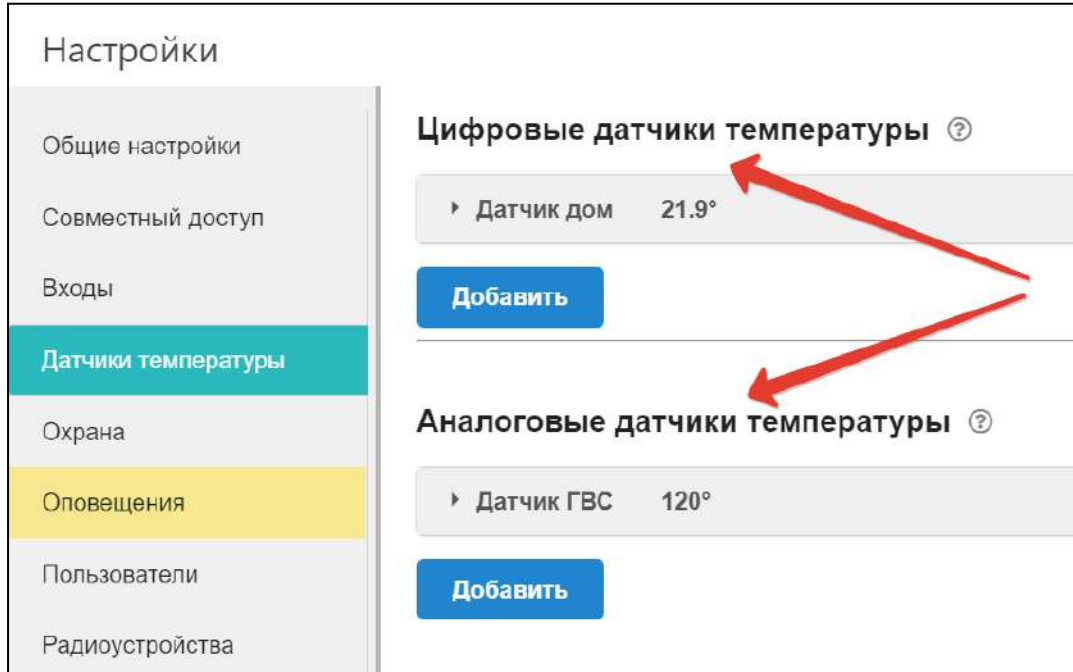 Настройки
Общие настройки
Совместный доступ
Входы
Датчики температуры
Охрана
Оповещения
Пользователи
Радиоустройства
Цифровые датчики температуры ?
Датчик дом 21.9°
Добавить
Аналоговые датчики температуры ?
Датчик ГВС 120°
Добавить